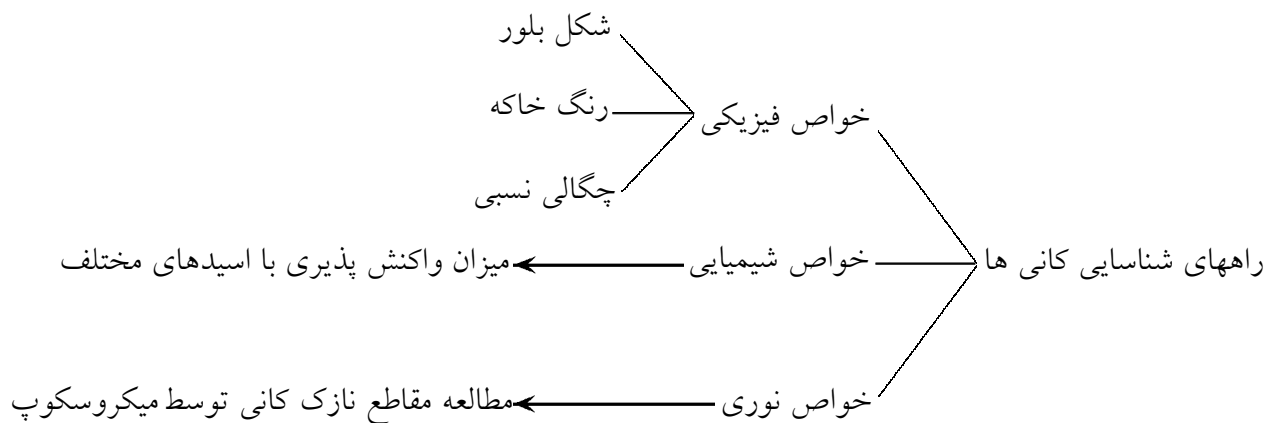 راههای شناسایی کانی ها
خواص فیزیکی
شکل بلور
رنگ خاکه
چگالی نسبی
خواص شیمیایی
میزان واکنش پذیری با اسیدهای مختلف
خواص نوری
مطالعه مقاطع نازک کانی توسط میکروسکوپ